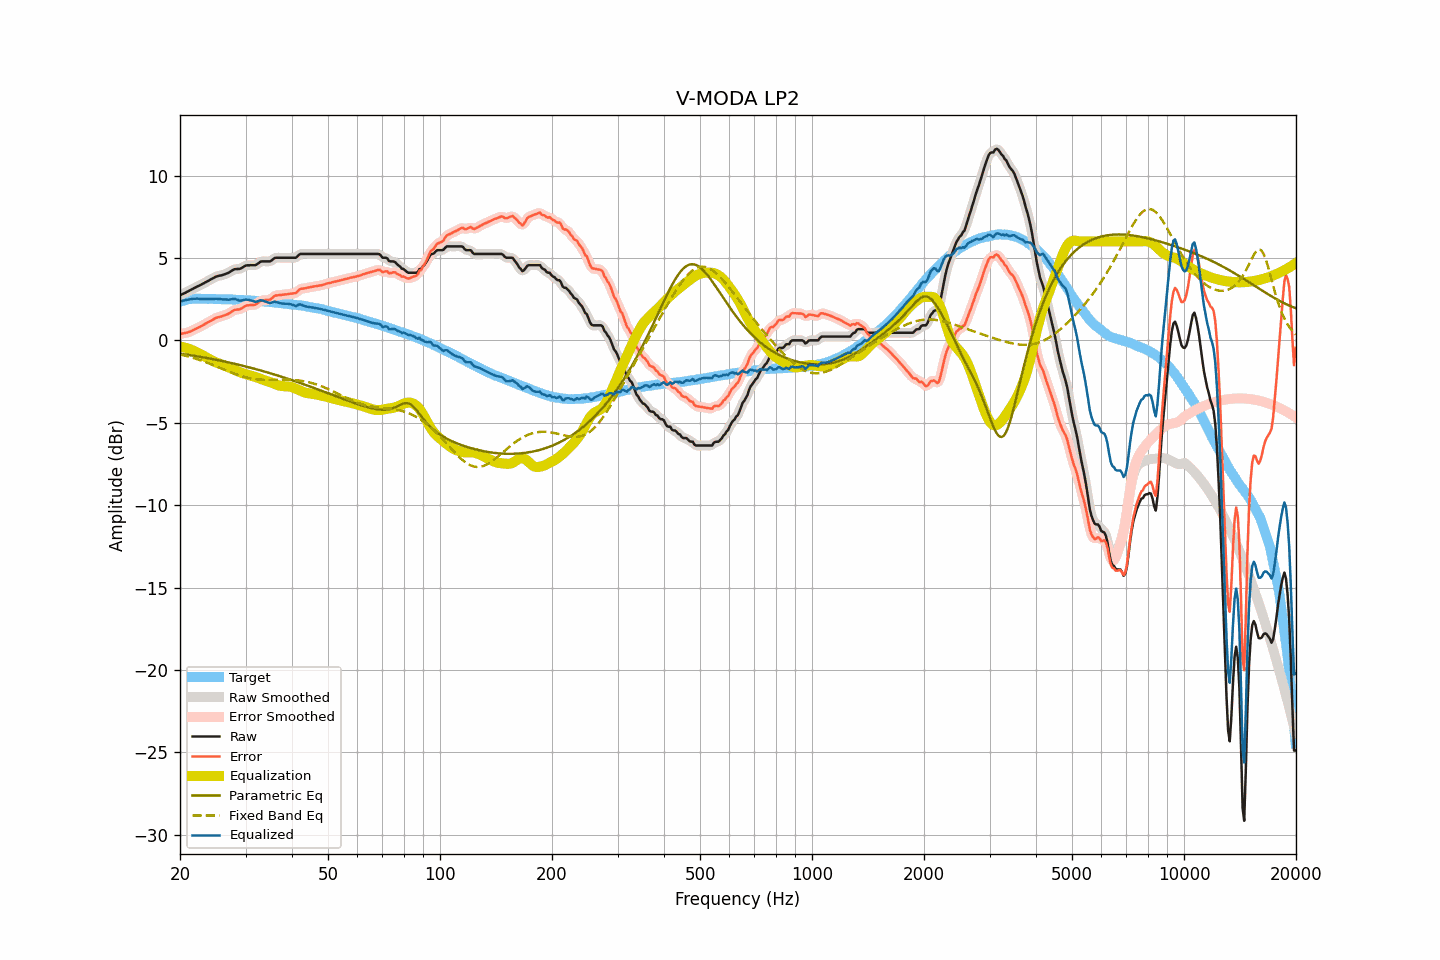 V-MODA LP2
10
5
0
−5
−10
−15
−20
−25
−30
Amplitude (dBr)
Target
Raw Smoothed
Error Smoothed
Raw
Error
Equalization
Parametric Eq
Fixed Band Eq
Equalized
20 50 100 200 500 1000 2000 5000 10000 20000
Frequency (Hz)